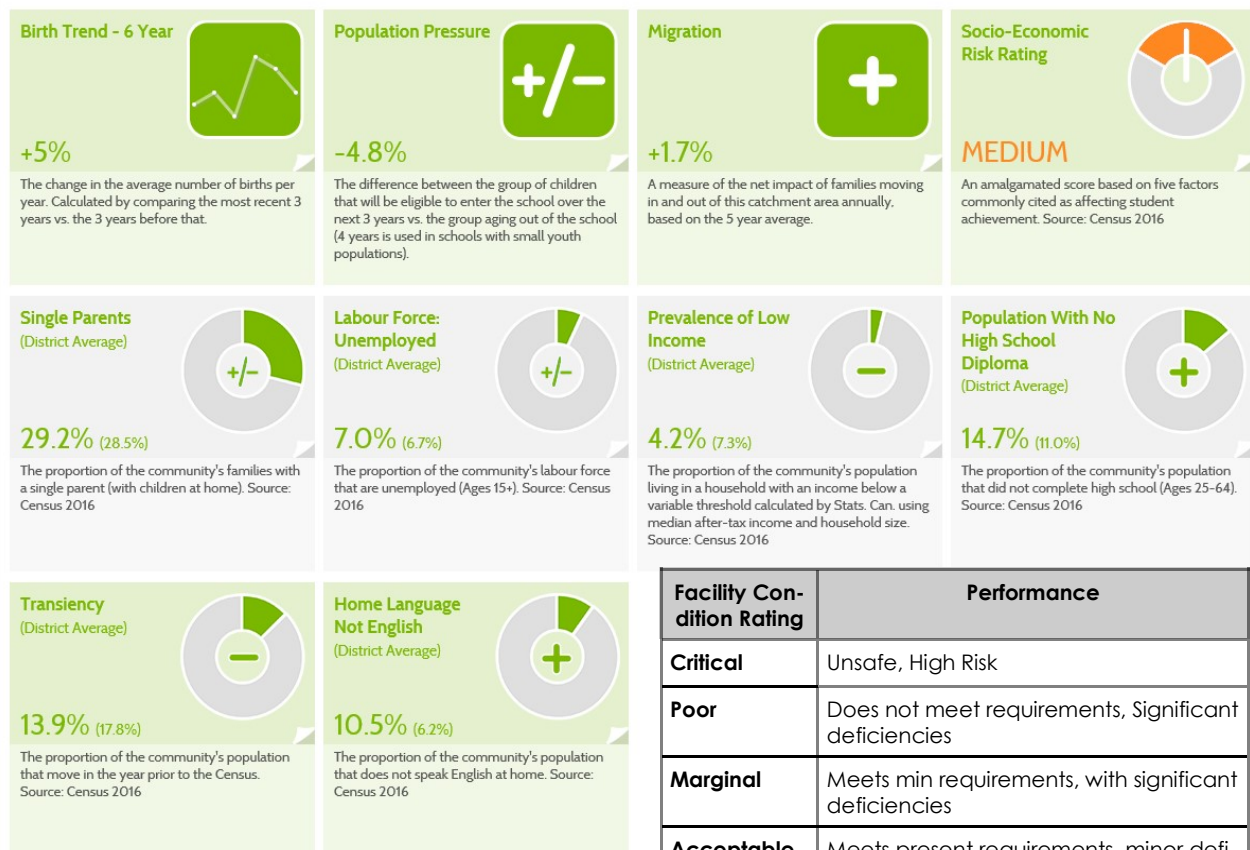 Birth Trend - 6 Year
+5%
The change in the average number of births per
year. Calculated by comparing the most recent 3
years vs. the 3 years before that.
Population Pressure
+/-
-4.8%
The difference between the group of children
that will be eligible to enter the school over the
next 3 years vs. the group aging out of the school
(4 years is used in schools with small youth
populations).
Migration
+
+1.7%
A measure of the net impact of families moving
in and out of this catchment area annually,
based on the 5 year average.
Socio-Economic
Risk Rating
MEDIUM
An amalgamated score based on five factors
commonly cited as affecting student
achievement. Source: Census 2016
Single Parents
(District Average)
+/-
29.2% (28.5%)
The proportion of the community's families with
a single parent (with children at home). Source:
Census 2016
Labour Force:
Unemployed
(District Average)
+/-
7.0% (6.7%)
The proportion of the community's labour force
that are unemployed (Ages 15+). Source: Census
2016
Prevalence of Low
Income
(District Average)
-
4.2% (7.3%)
The proportion of the community's population
living in a household with an income below a
variable threshold calculated by Stats. Can. using
median after-tax income and household size.
Source: Census 2016
Population With No
High School
Diploma
(District Average)
+
14.7% (11.0%)
The proportion of the community's population
that did not complete high school (Ages 25-64).
Source: Census 2016
Transiency
(District Average)
-
13.9% (17.8%)
The proportion of the community's population
that move in the year prior to the Census.
Source: Census 2016
Home Language
Not English
(District Average)
+
10.5% (6.2%)
The proportion of the community's population
that does not speak English at home. Source:
Census 2016
Facility Con-
dition Rating
Performance
Critical
Unsafe, High Risk
Poor
Does not meet requirements, Significant
deficiencies
Marginal
Meets min requirements, with significant
deficiencies
Acceptable
Meets present requirements, minor defi-